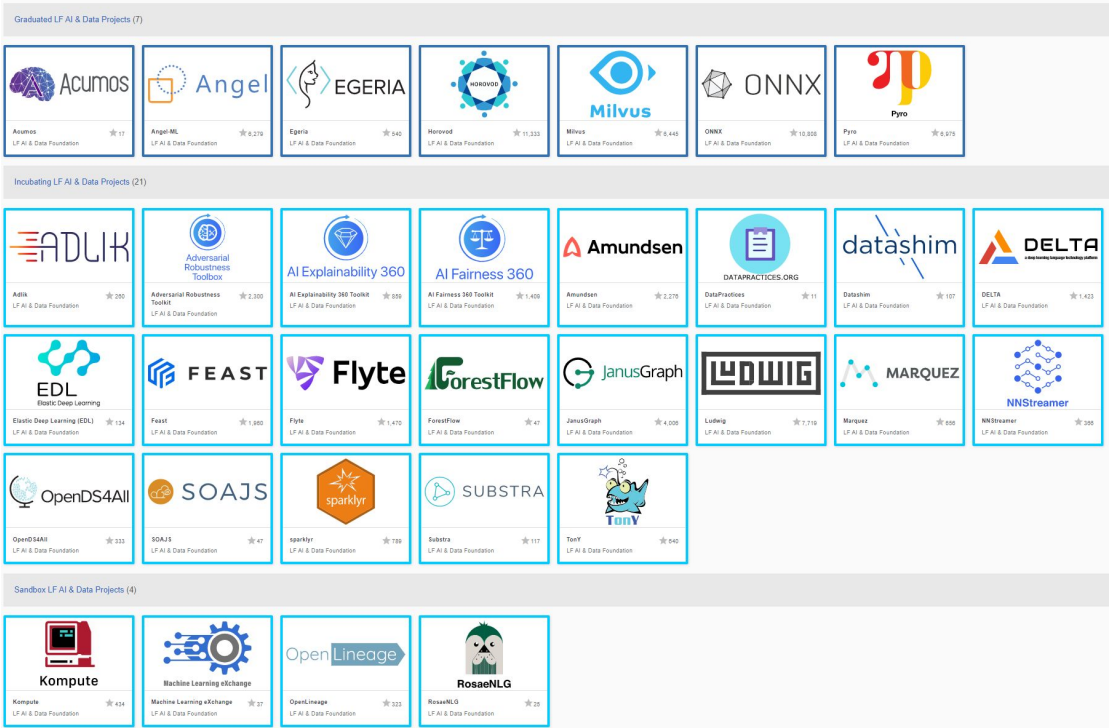 Graduated LF AI & Data Projects (7)
Acumos
Angel
EGERIA
HOROVOD
Milvus
ONNX
Pyro
Acumos 17
LF AI & Data Foundation
Angel-ML 6,279
LF AI & Data Foundation
Egeria 540
LF AI & Data Foundation
Horovod 11,333
LF AI & Data Foundation
Milvus 6,445
LF AI & Data Foundation
ONNX 10,808
LF AI & Data Foundation
Pyro 6,975
LF AI & Data Foundation
Incubating LF AI & Data Projects (21)
ADLIK
Adversarial
Robustness
Toolbox
AI Explainability 360
AI Fairness 360
Amundsen
DATAPRACTICES.ORG
datashim
DELTA
a deep learning language technology platform
Adlik 260
LF AI & Data Foundation
Adversarial Robustness
Toolkit 2,300
LF AI & Data Foundation
AI Explainability 360 Toolkit 859
LF AI & Data Foundation
AI Fairness 360 Toolkit 1,409
LF AI & Data Foundation
Amundsen 2,276
LF AI & Data Foundation
DataPractices 11
LF AI & Data Foundation
Datashim 187
LF AI & Data Foundation
DELTA 1,423
LF AI & Data Foundation
EDL
Elastic Deep Learning
FEAST
Flyte
ForestFlow
JanusGraph
LUDWIG
MARQUEZ
NNStreamer
Elastic Deep Learning (EDL) 134
LF AI & Data Foundation
Feast 1,960
LF AI & Data Foundation
Flyte 1,470
LF AI & Data Foundation
ForestFlow 47
LF AI & Data Foundation
JanusGraph 4,006
LF AI & Data Foundation
Ludwig 7,719
LF AI & Data Foundation
Marquez 656
LF AI & Data Foundation
NNStreamer 366
LF AI & Data Foundation
OpenDS4All
SOAJS
sparklyr
SUBSTRA
TonY
OpenDS4All 333
LF AI & Data Foundation
SOAJS 47
LF AI & Data Foundation
sparklyr 789
LF AI & Data Foundation
Substra 117
LF AI & Data Foundation
TonY 640
LF AI & Data Foundation
Sandbox LF AI & Data Projects (4)
Kompute
Machine Learning eXchange
Open Lineage
RosaeNLG
Kompute 434
LF AI & Data Foundation
Machine Learning eXchange 37
LF AI & Data Foundation
OpenLineage 323
LF AI & Data Foundation
RosaeNLG 26
LF AI & Data Foundation